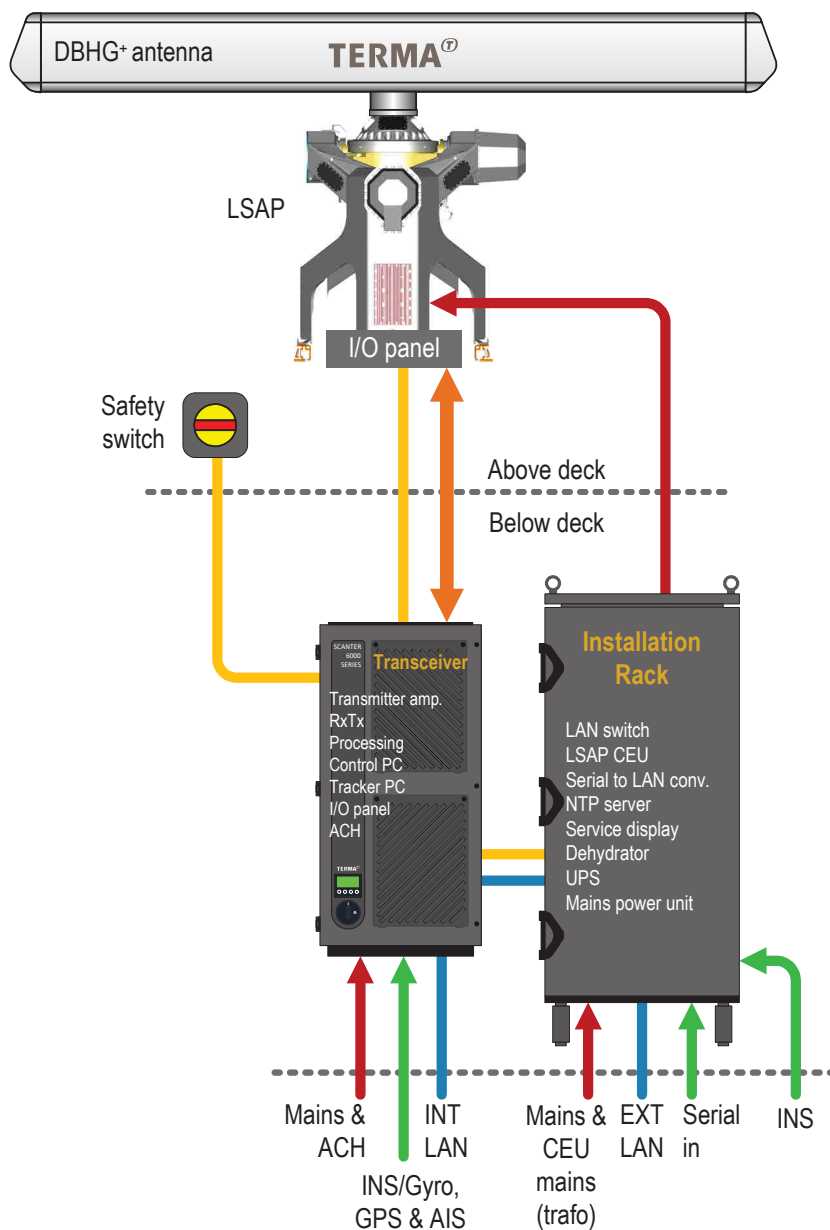 DBHG+ antenna
TERMA T
LSAP
I/O panel
Safety
switch
Above deck
Below deck
SCANTER
6000
SERIES
Transceiver
Transmitter amp.
RxTx
Processing
Control PC
Tracker PC
I/O panel
ACH
TERMA
Installation
Rack
LAN switch
LSAP CEU
Serial to LAN conv.
NTP server
Service display
Dehydrator
UPS
Mains power unit
Mains &
ACH
INS/Gyro,
GPS & AIS
INT
LAN
Mains &
CEU
mains
(trafo)
EXT
LAN
Serial
in
INS